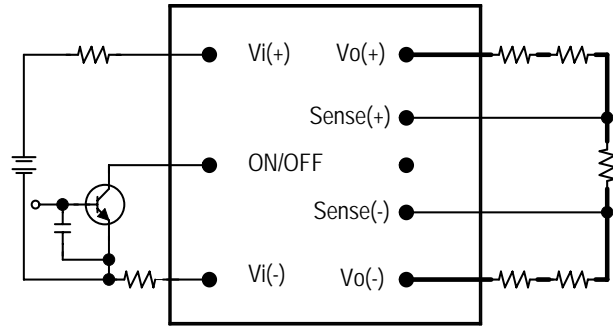 Vi(+) Vo(+)
Sense(+)
ON/OFF
Sense(-)
Vi(-) Vo(-)